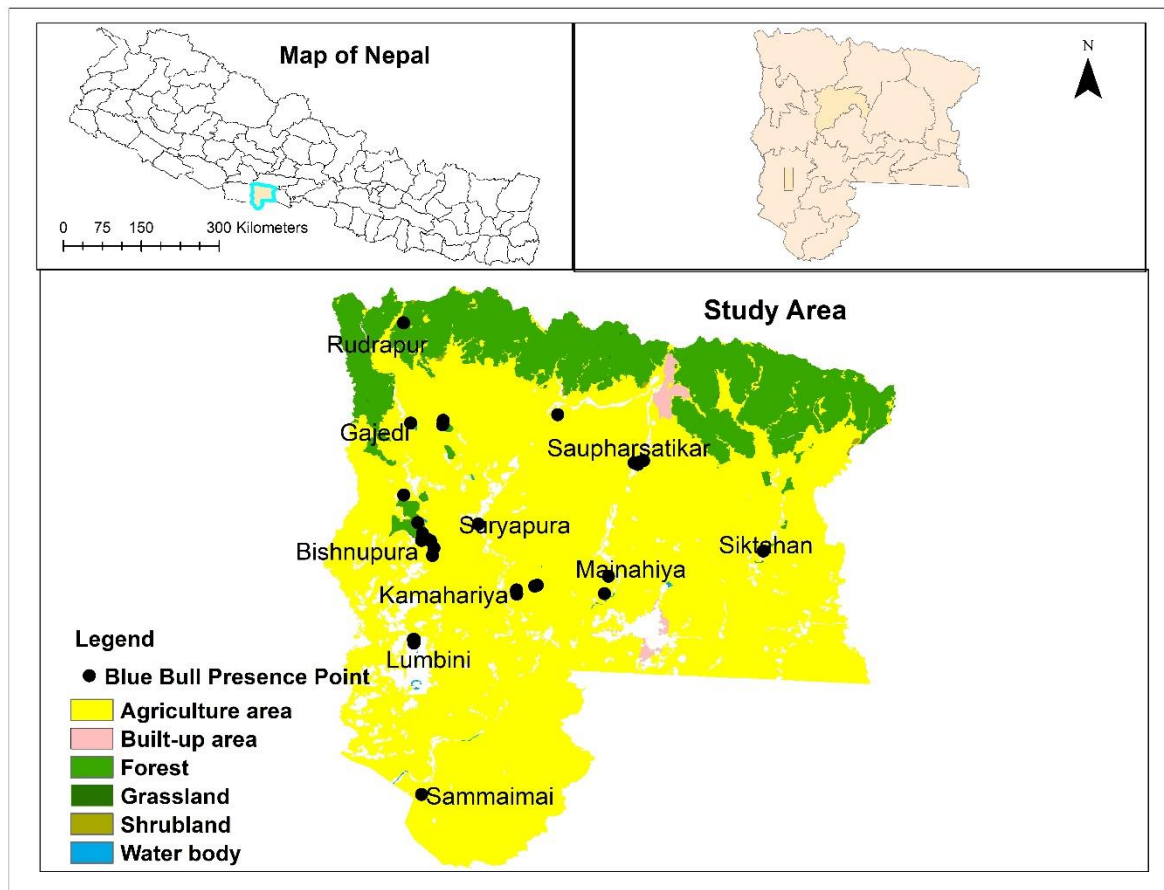 Map of Nepal
0 75 150 300 Kilometers
N
Study Area
Rudrapur
Gajedi
Saupharsatikar
Suryapura
Bishnupura
Siktahan
Mainahiya
Kamahariya
Lumbini
Sammaimai
Legend
Blue Bull Presence Point
Agriculture area
Built-up area
Forest
Grassland
Shrubland
Water body